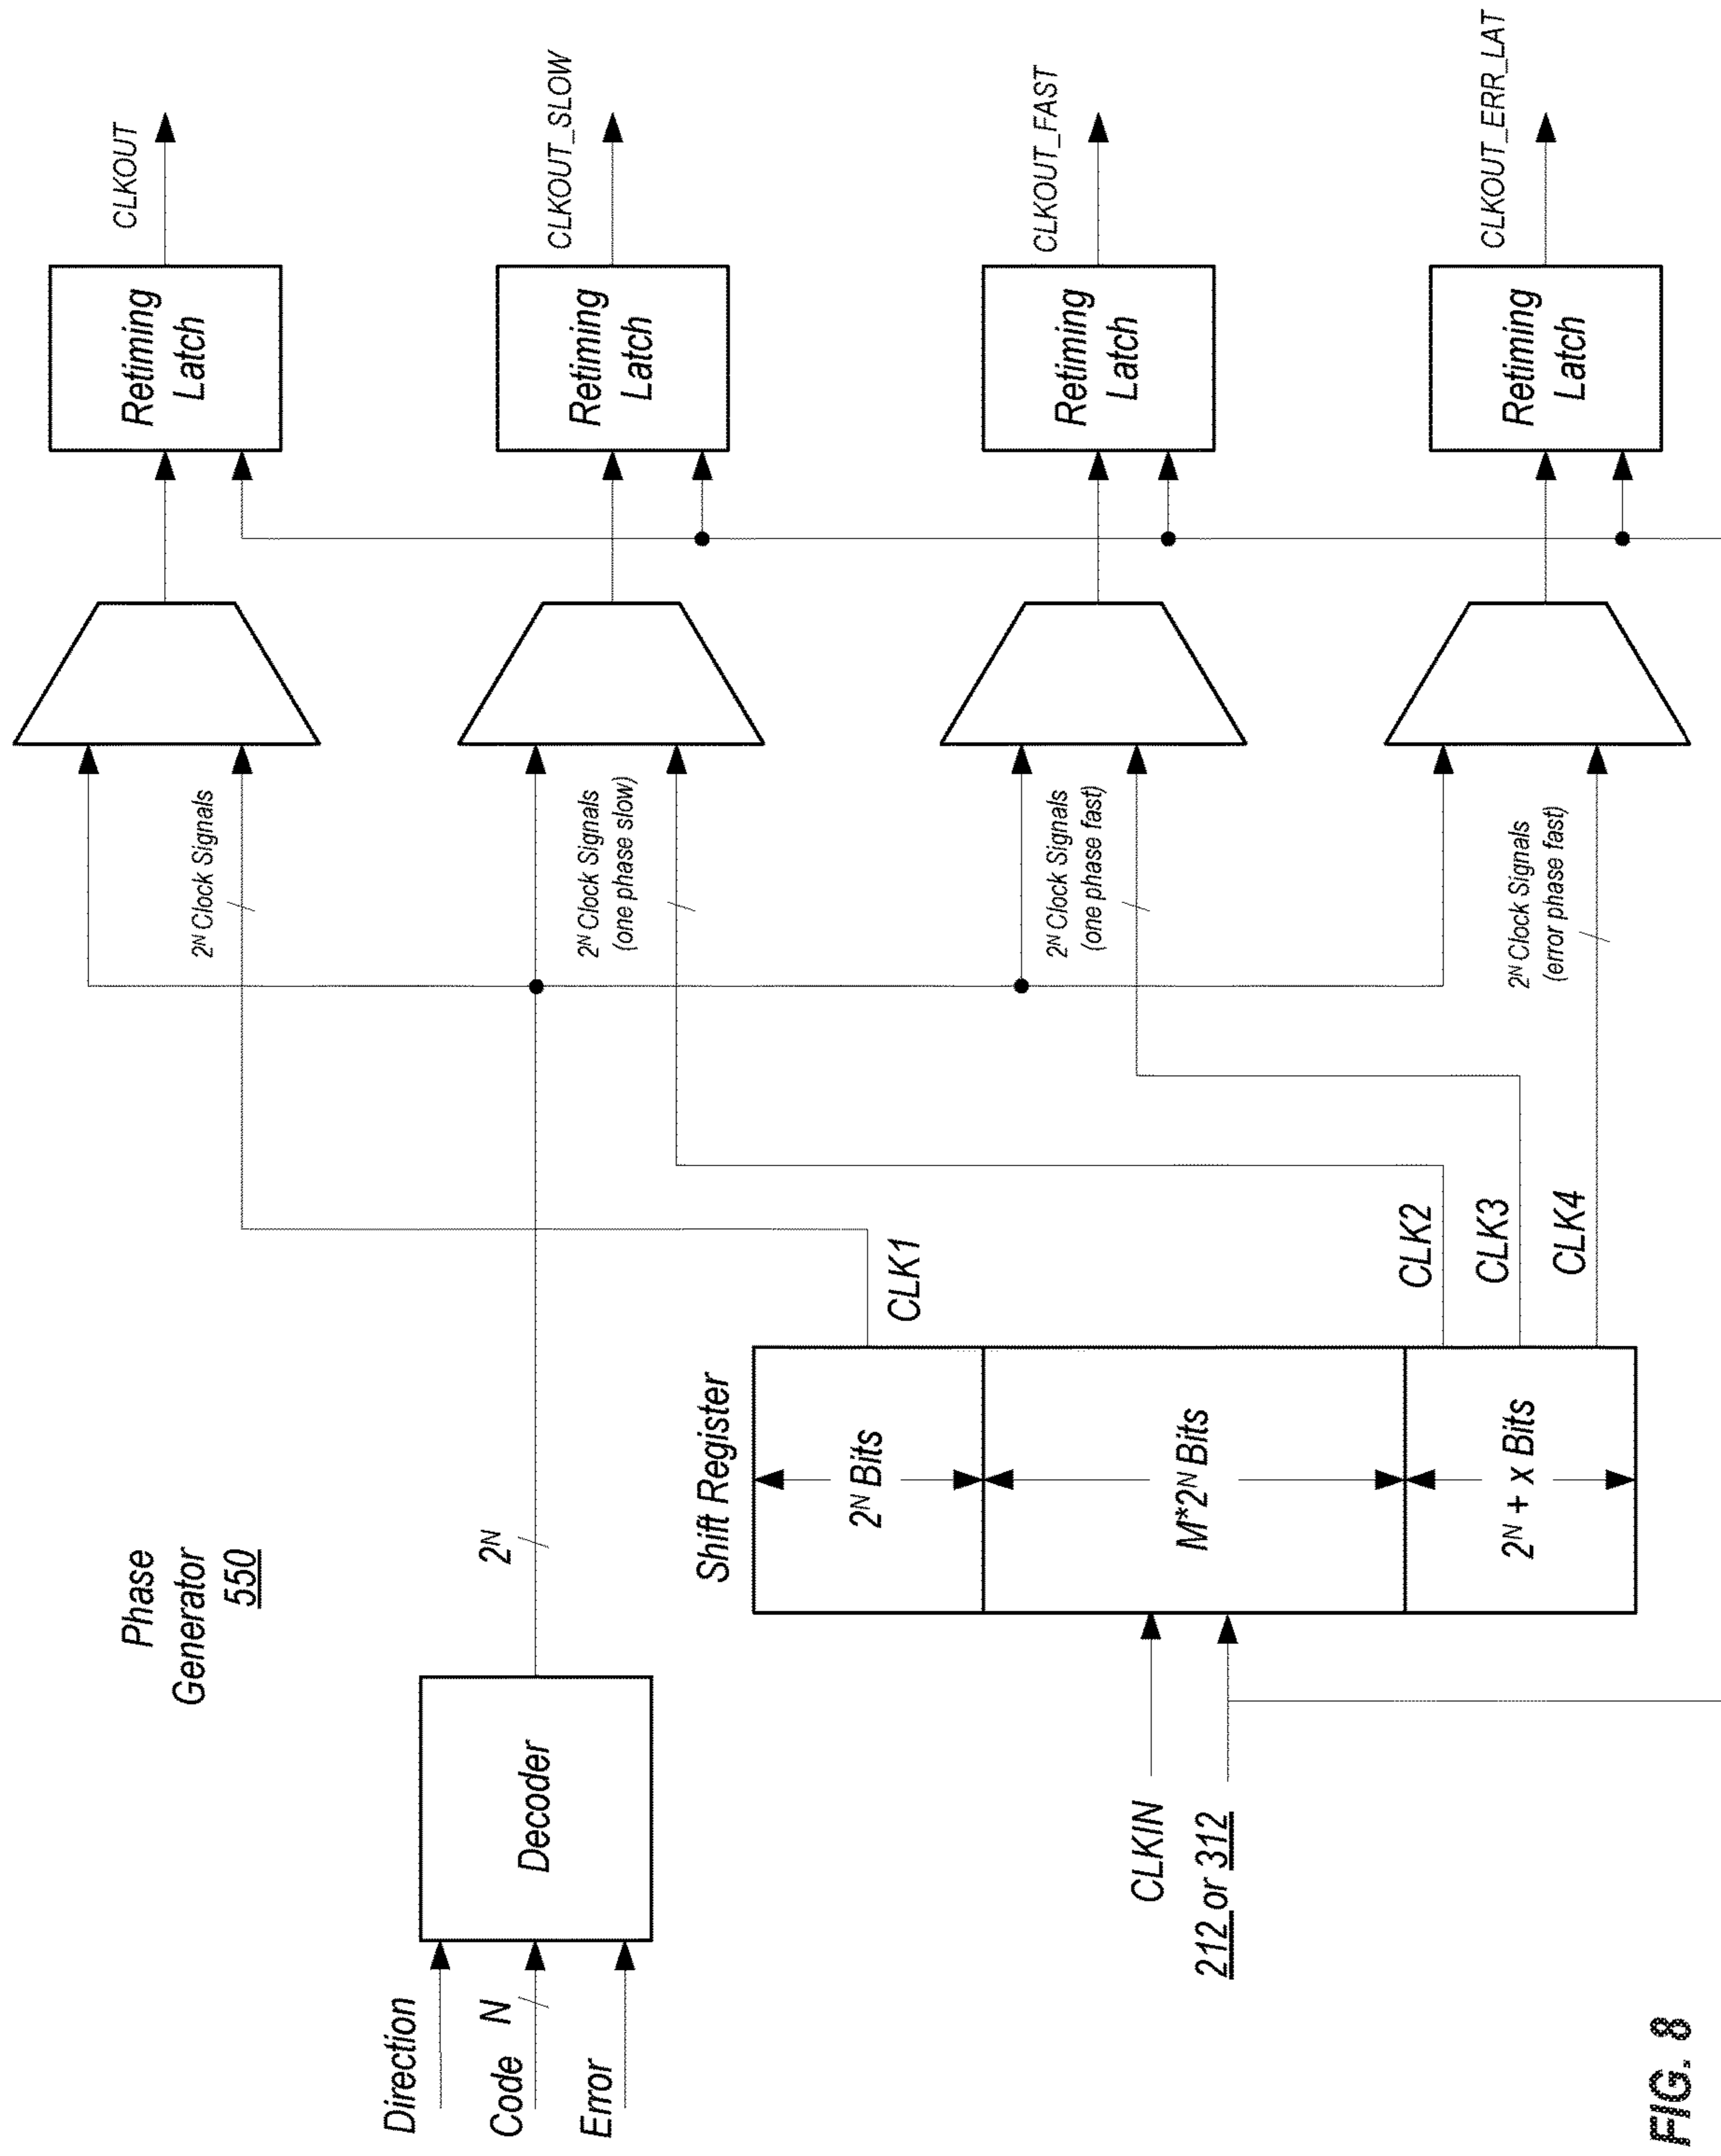 Phase
Generator
550
Direction
Code N
Error
Decoder
2ᴺ
CLKIN
212 or 312
Shift Register
2ᴺ Bits
M*2ᴺ Bits
2ᴺ + x Bits
CLK1
CLK2
CLK3
CLK4
2ᴺ Clock Signals
2ᴺ Clock Signals
(one phase slow)
2ᴺ Clock Signals
(one phase fast)
2ᴺ Clock Signals
(error phase fast)
Retiming
Latch
CLKOUT
Retiming
Latch
CLKOUT_SLOW
Retiming
Latch
CLKOUT_FAST
Retiming
Latch
CLKOUT_ERR_LAT
FIG. 8